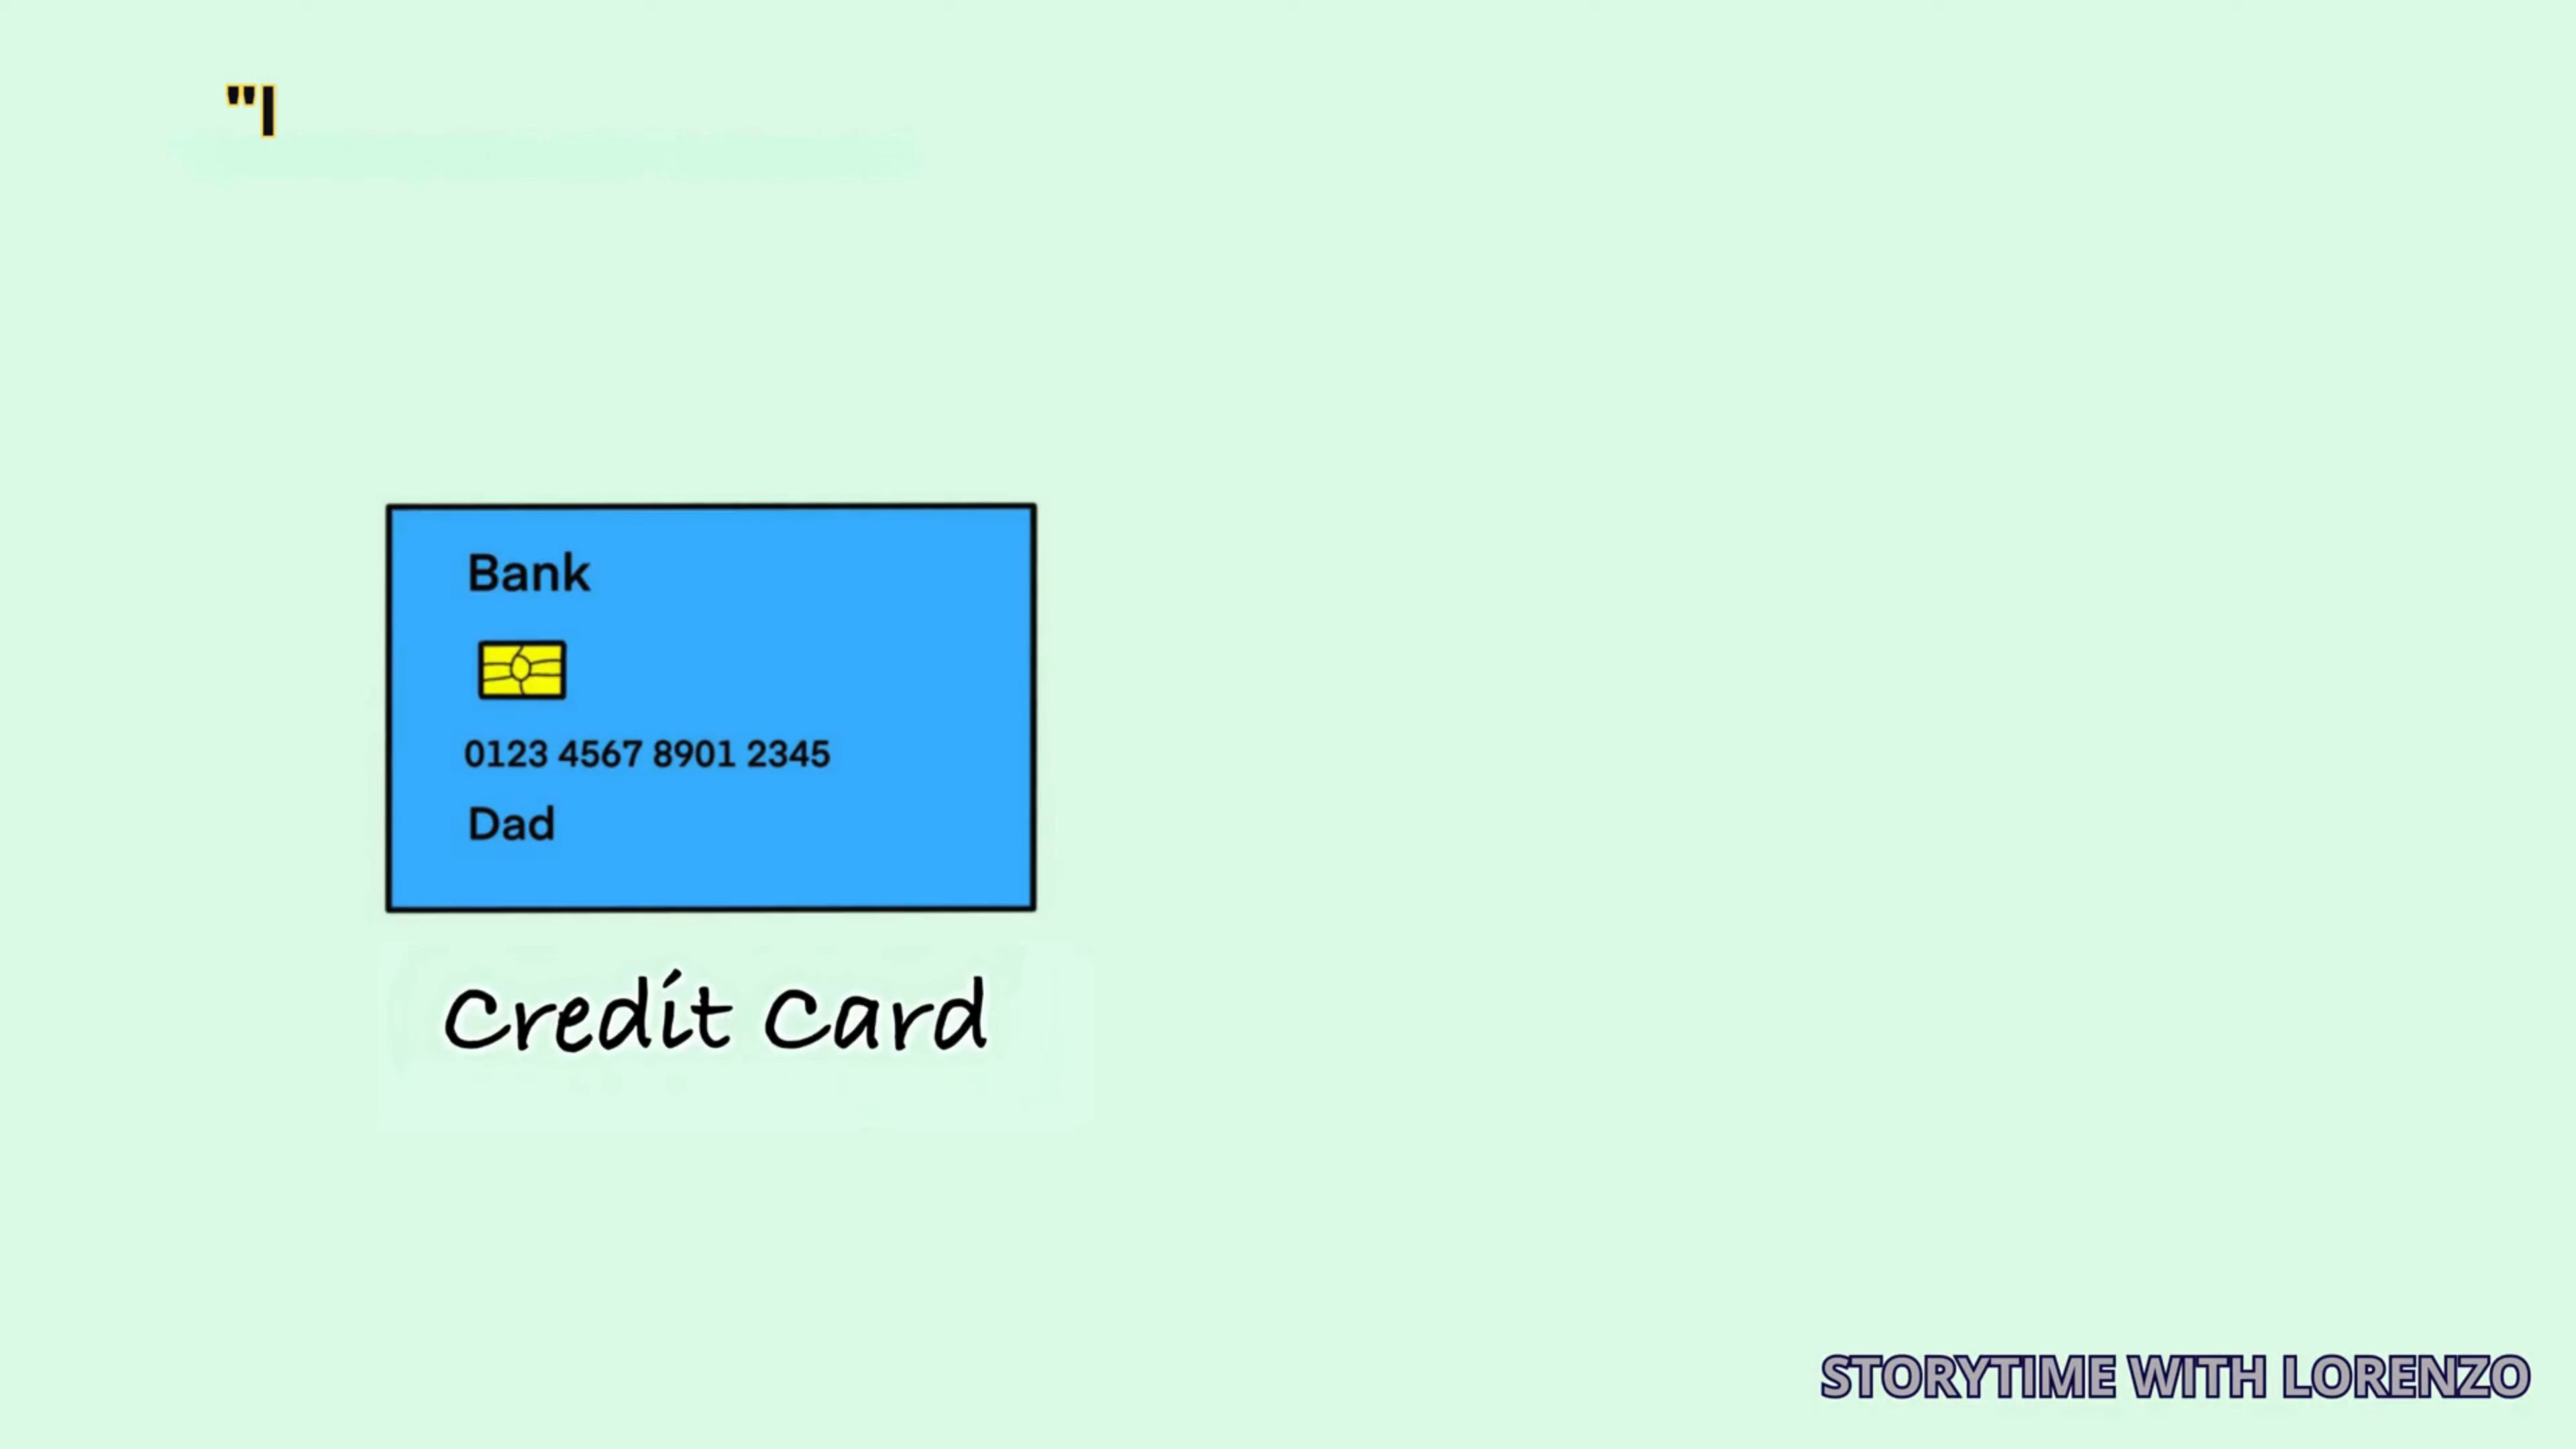 "I
Bank
0123 4567 8901 2345
Dad
Credit Card
STORYTIME WITH LORENZO